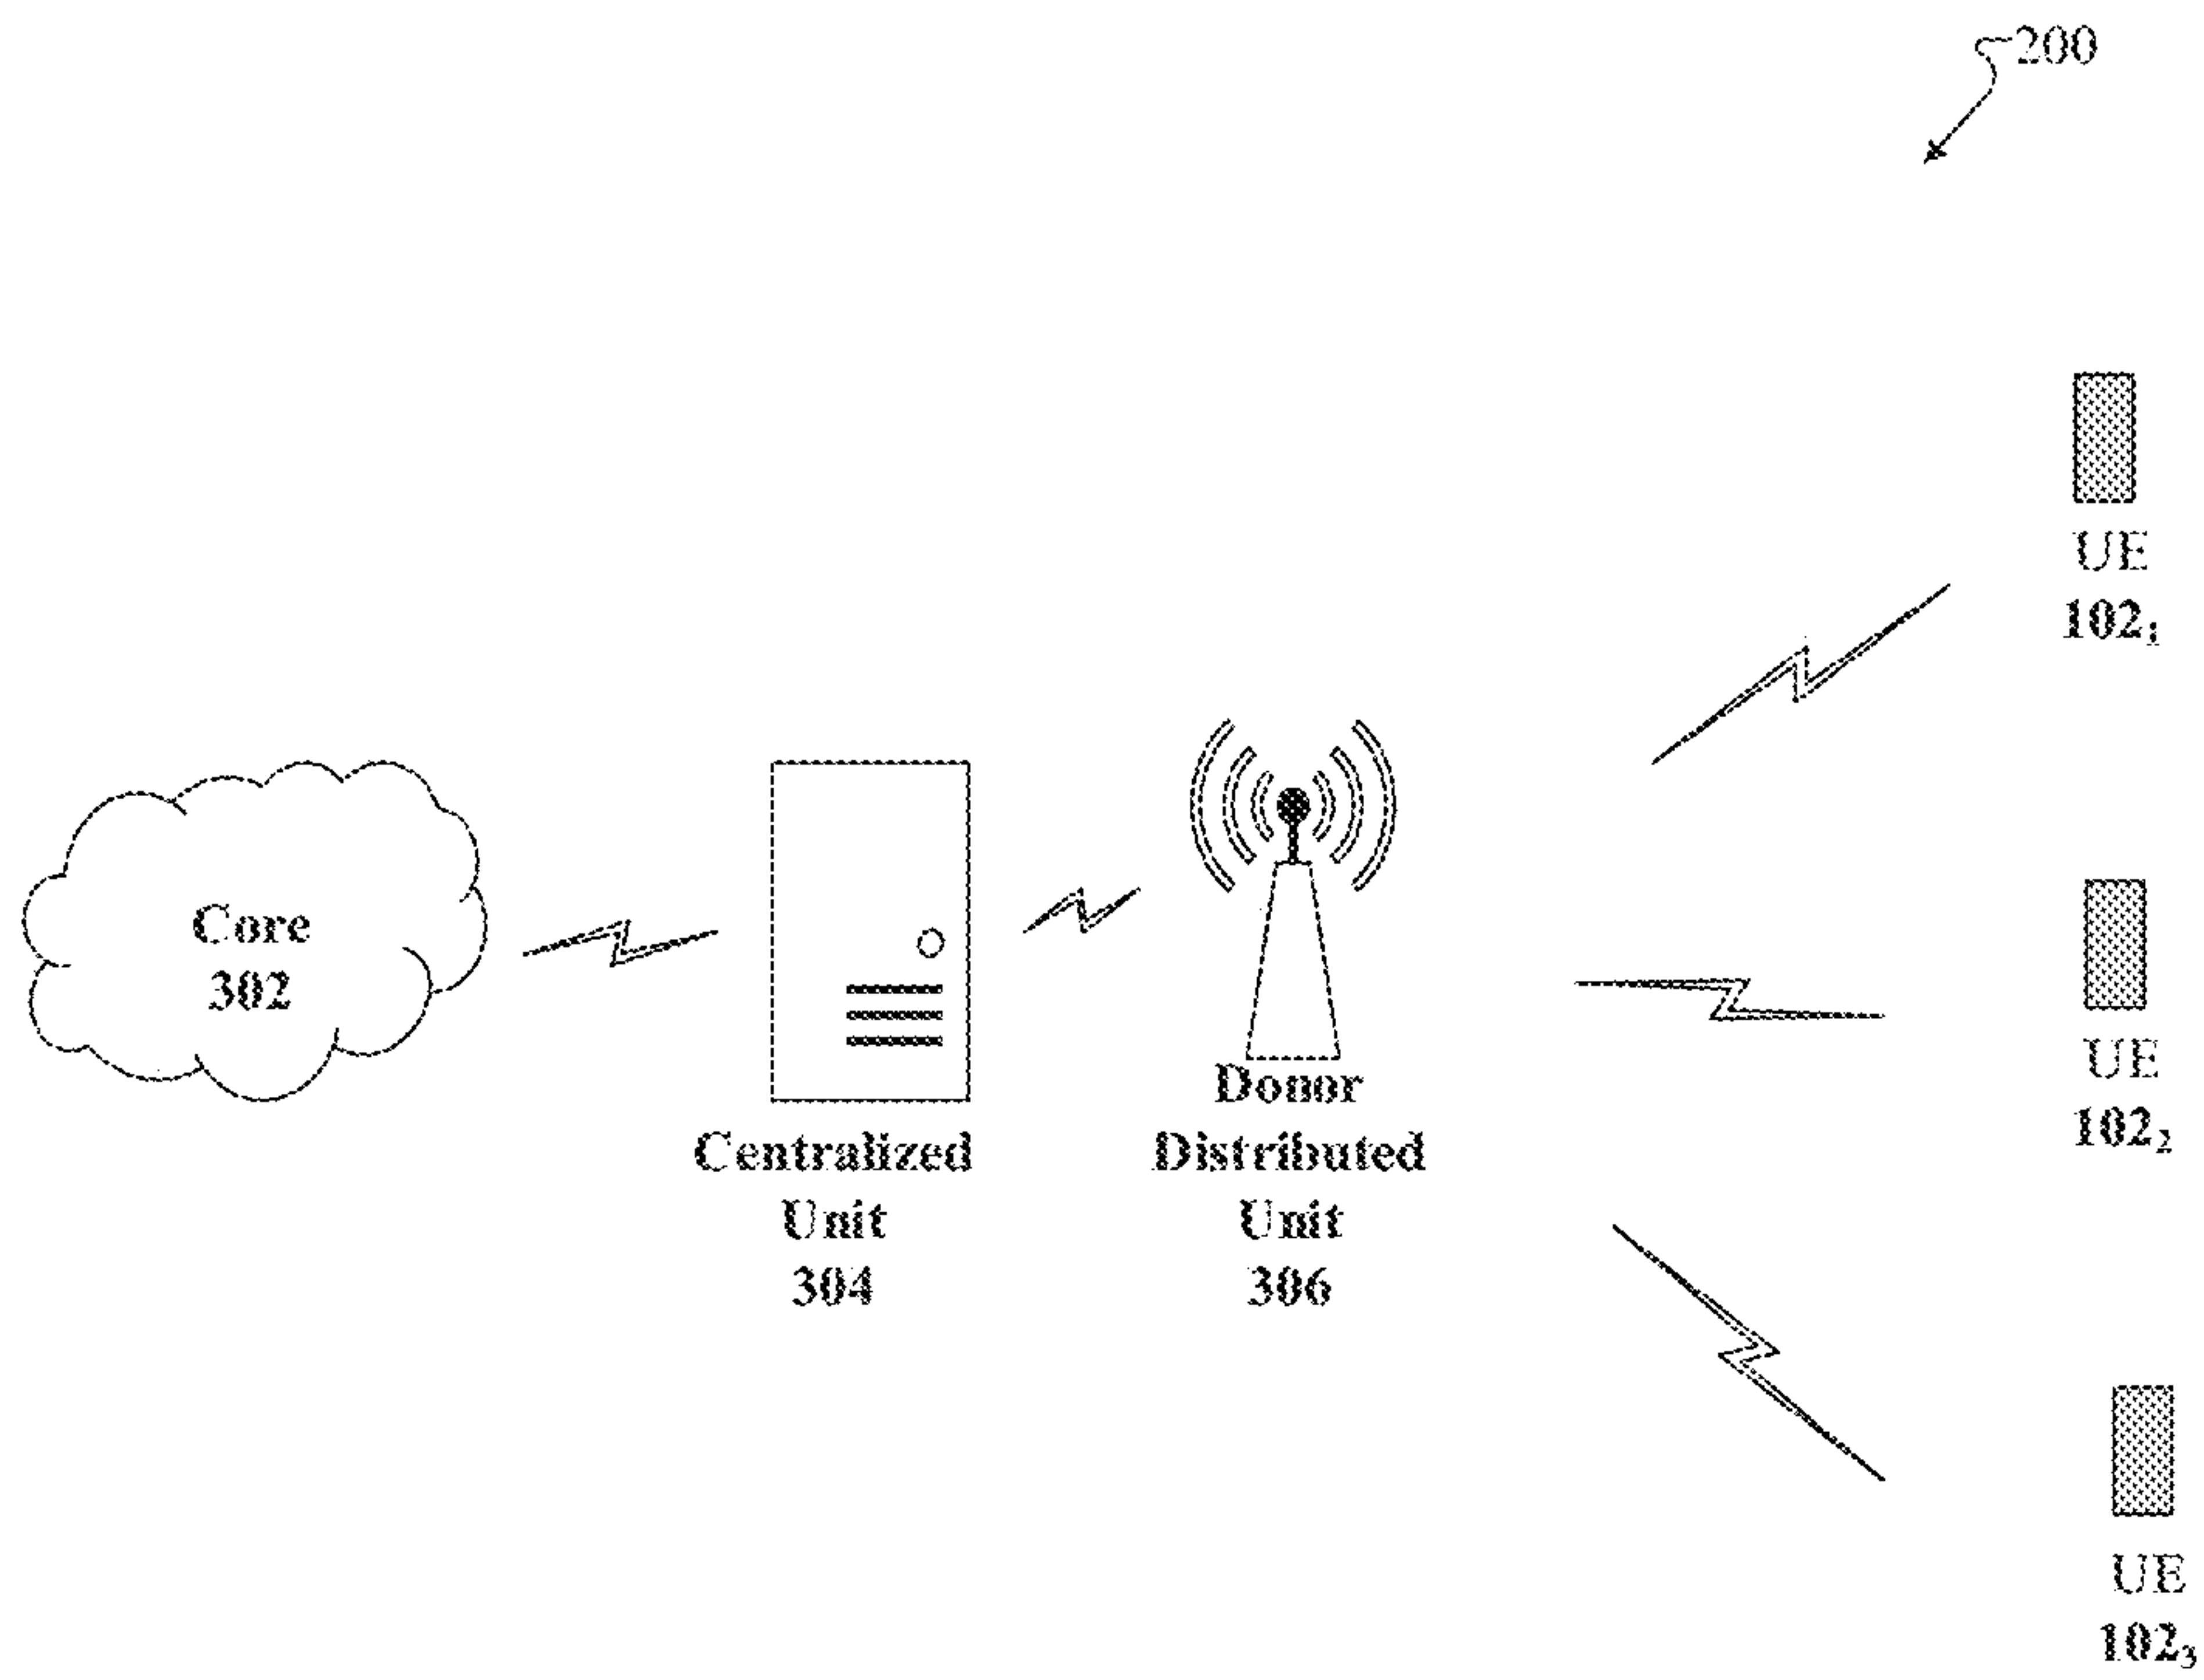 200
UE
102₁
Core
302
Centralized
Unit
304
Donor
Distributed
Unit
306
UE
102₂
UE
102₃